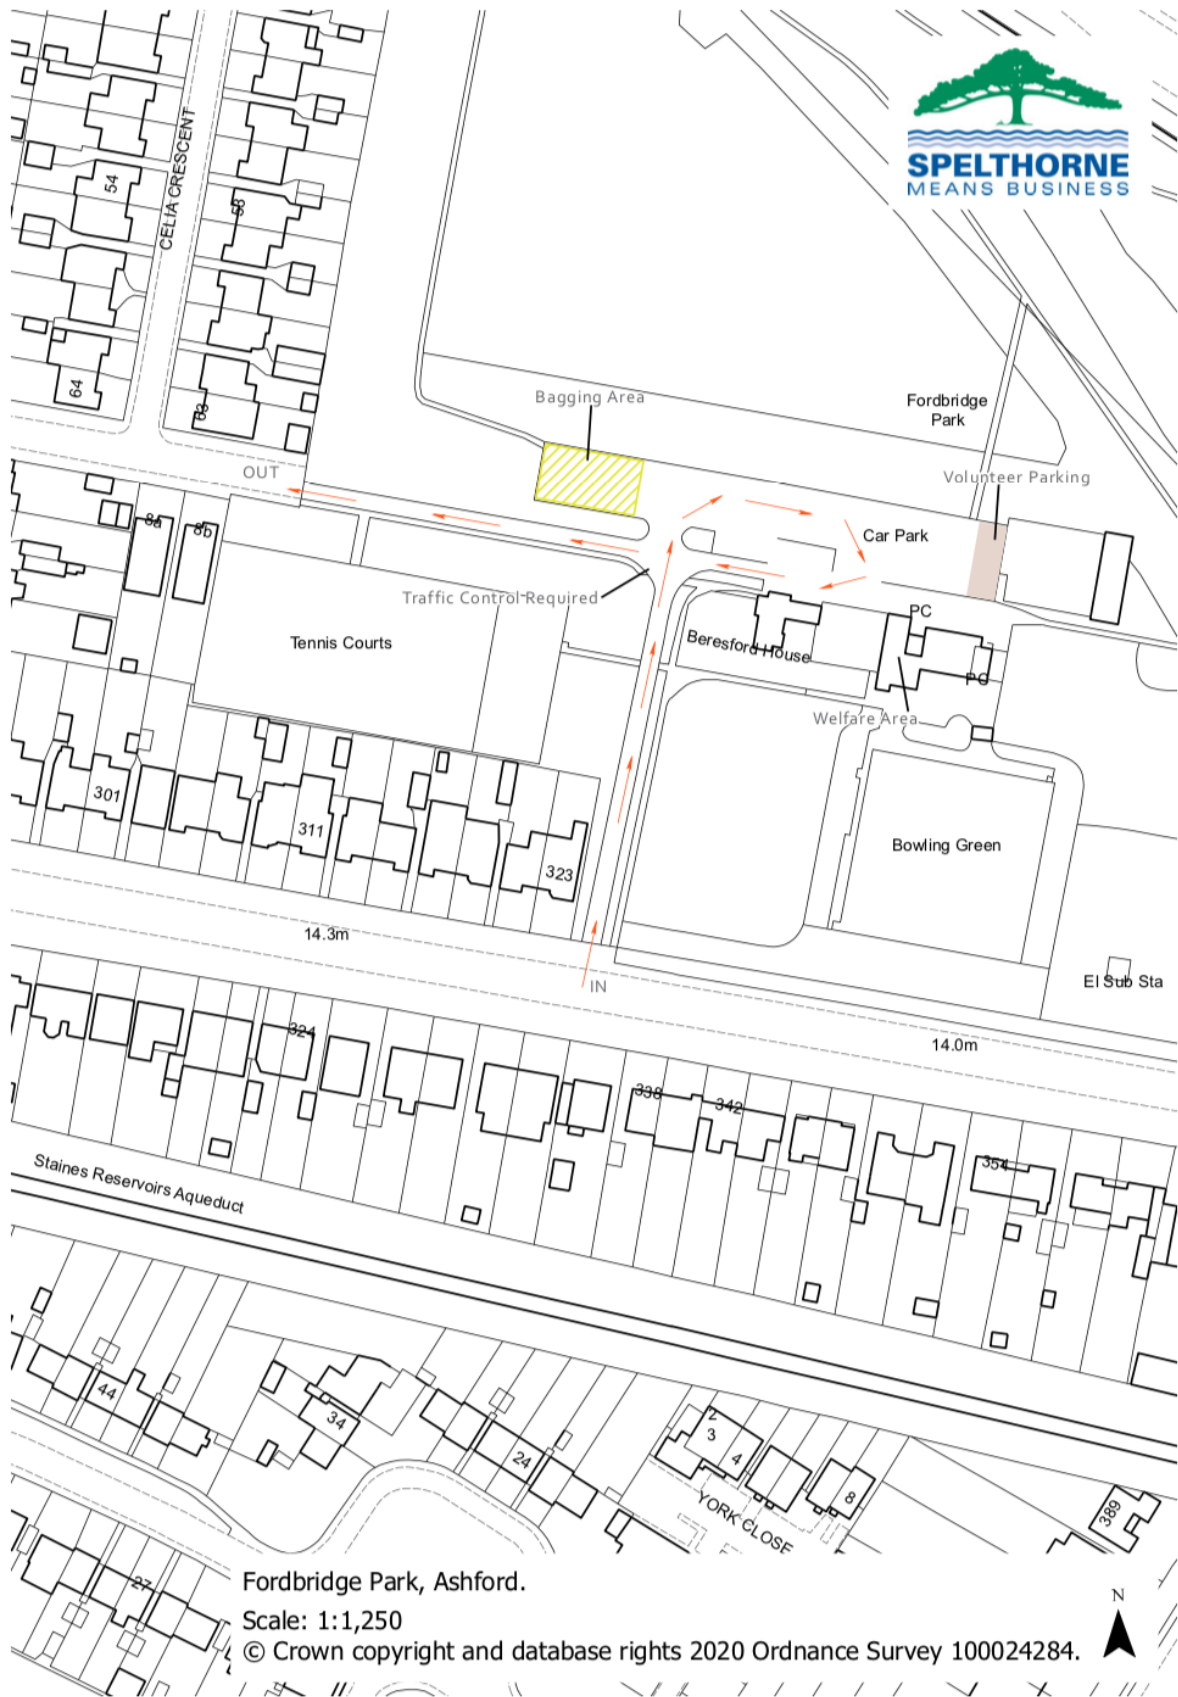 SPELTHORNE
MEANS BUSINESS
CELIA CRESCENT
54
58
64
63
Bagging Area
Fordbridge
Park
OUT
Volunteer Parking
8a
8b
Car Park
Traffic Control Required
PC
Tennis Courts
Beresford House
PC
Welfare Area
301
311
Bowling Green
323
14.3m
El Sub Sta
IN
324
14.0m
338
342
354
Staines Reservoirs Aqueduct
44
34
2
3
4
24
8
YORK CLOSE
389
27
Fordbridge Park, Ashford.
Scale: 1:1,250
© Crown copyright and database rights 2020 Ordnance Survey 100024284.
N